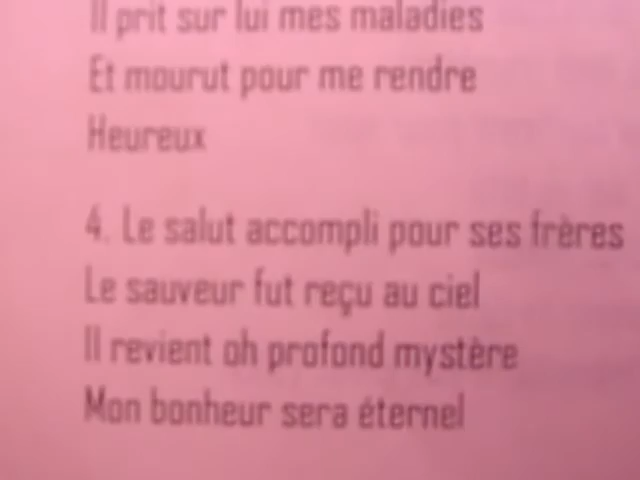 Il prit sur lui mes maladies
Et mourut pour me rendre
Heureux
4. Le salut accompli pour ses frères
Le sauveur fut reçu au ciel
Il revient oh profond mystère
Mon bonheur sera éternel